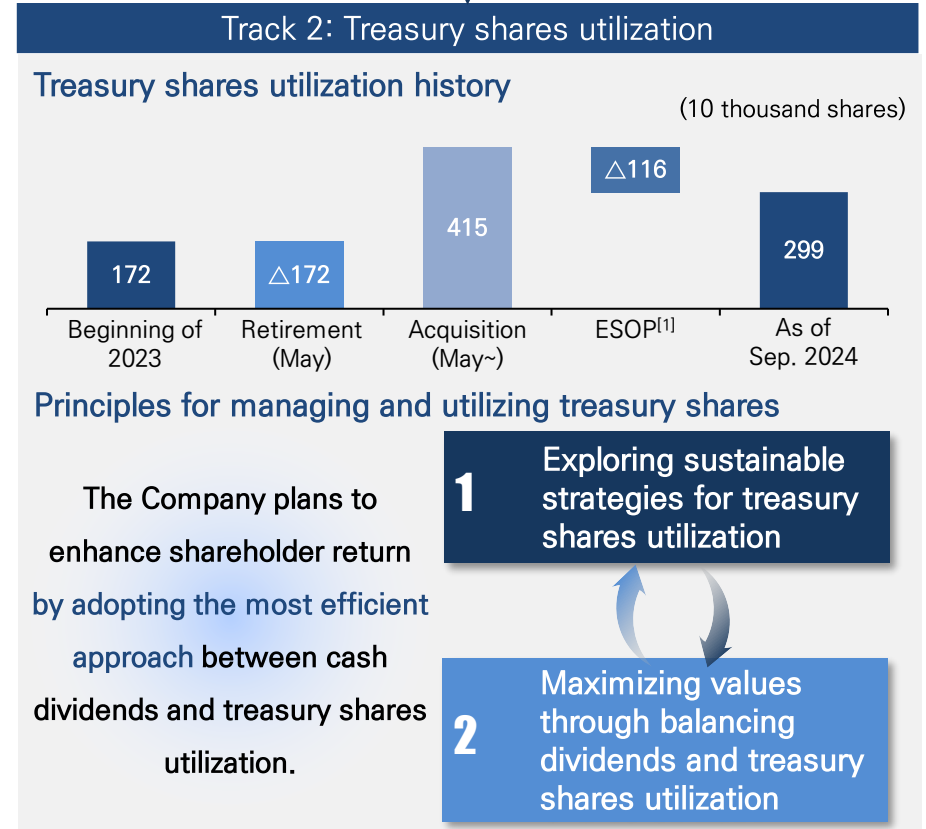 Track 2: Treasury shares utilization
Treasury shares utilization history
(10 thousand shares)
172
△172
415
△116
299
Beginning of
2023
Retirement
(May)
Acquisition
(May~)
ESOP[1]
As of
Sep. 2024
Principles for managing and utilizing treasury shares
The Company plans to
enhance shareholder return
by adopting the most efficient
approach between cash
dividends and treasury shares
utilization.
1
Exploring sustainable
strategies for treasury
shares utilization
2
Maximizing values
through balancing
dividends and treasury
shares utilization